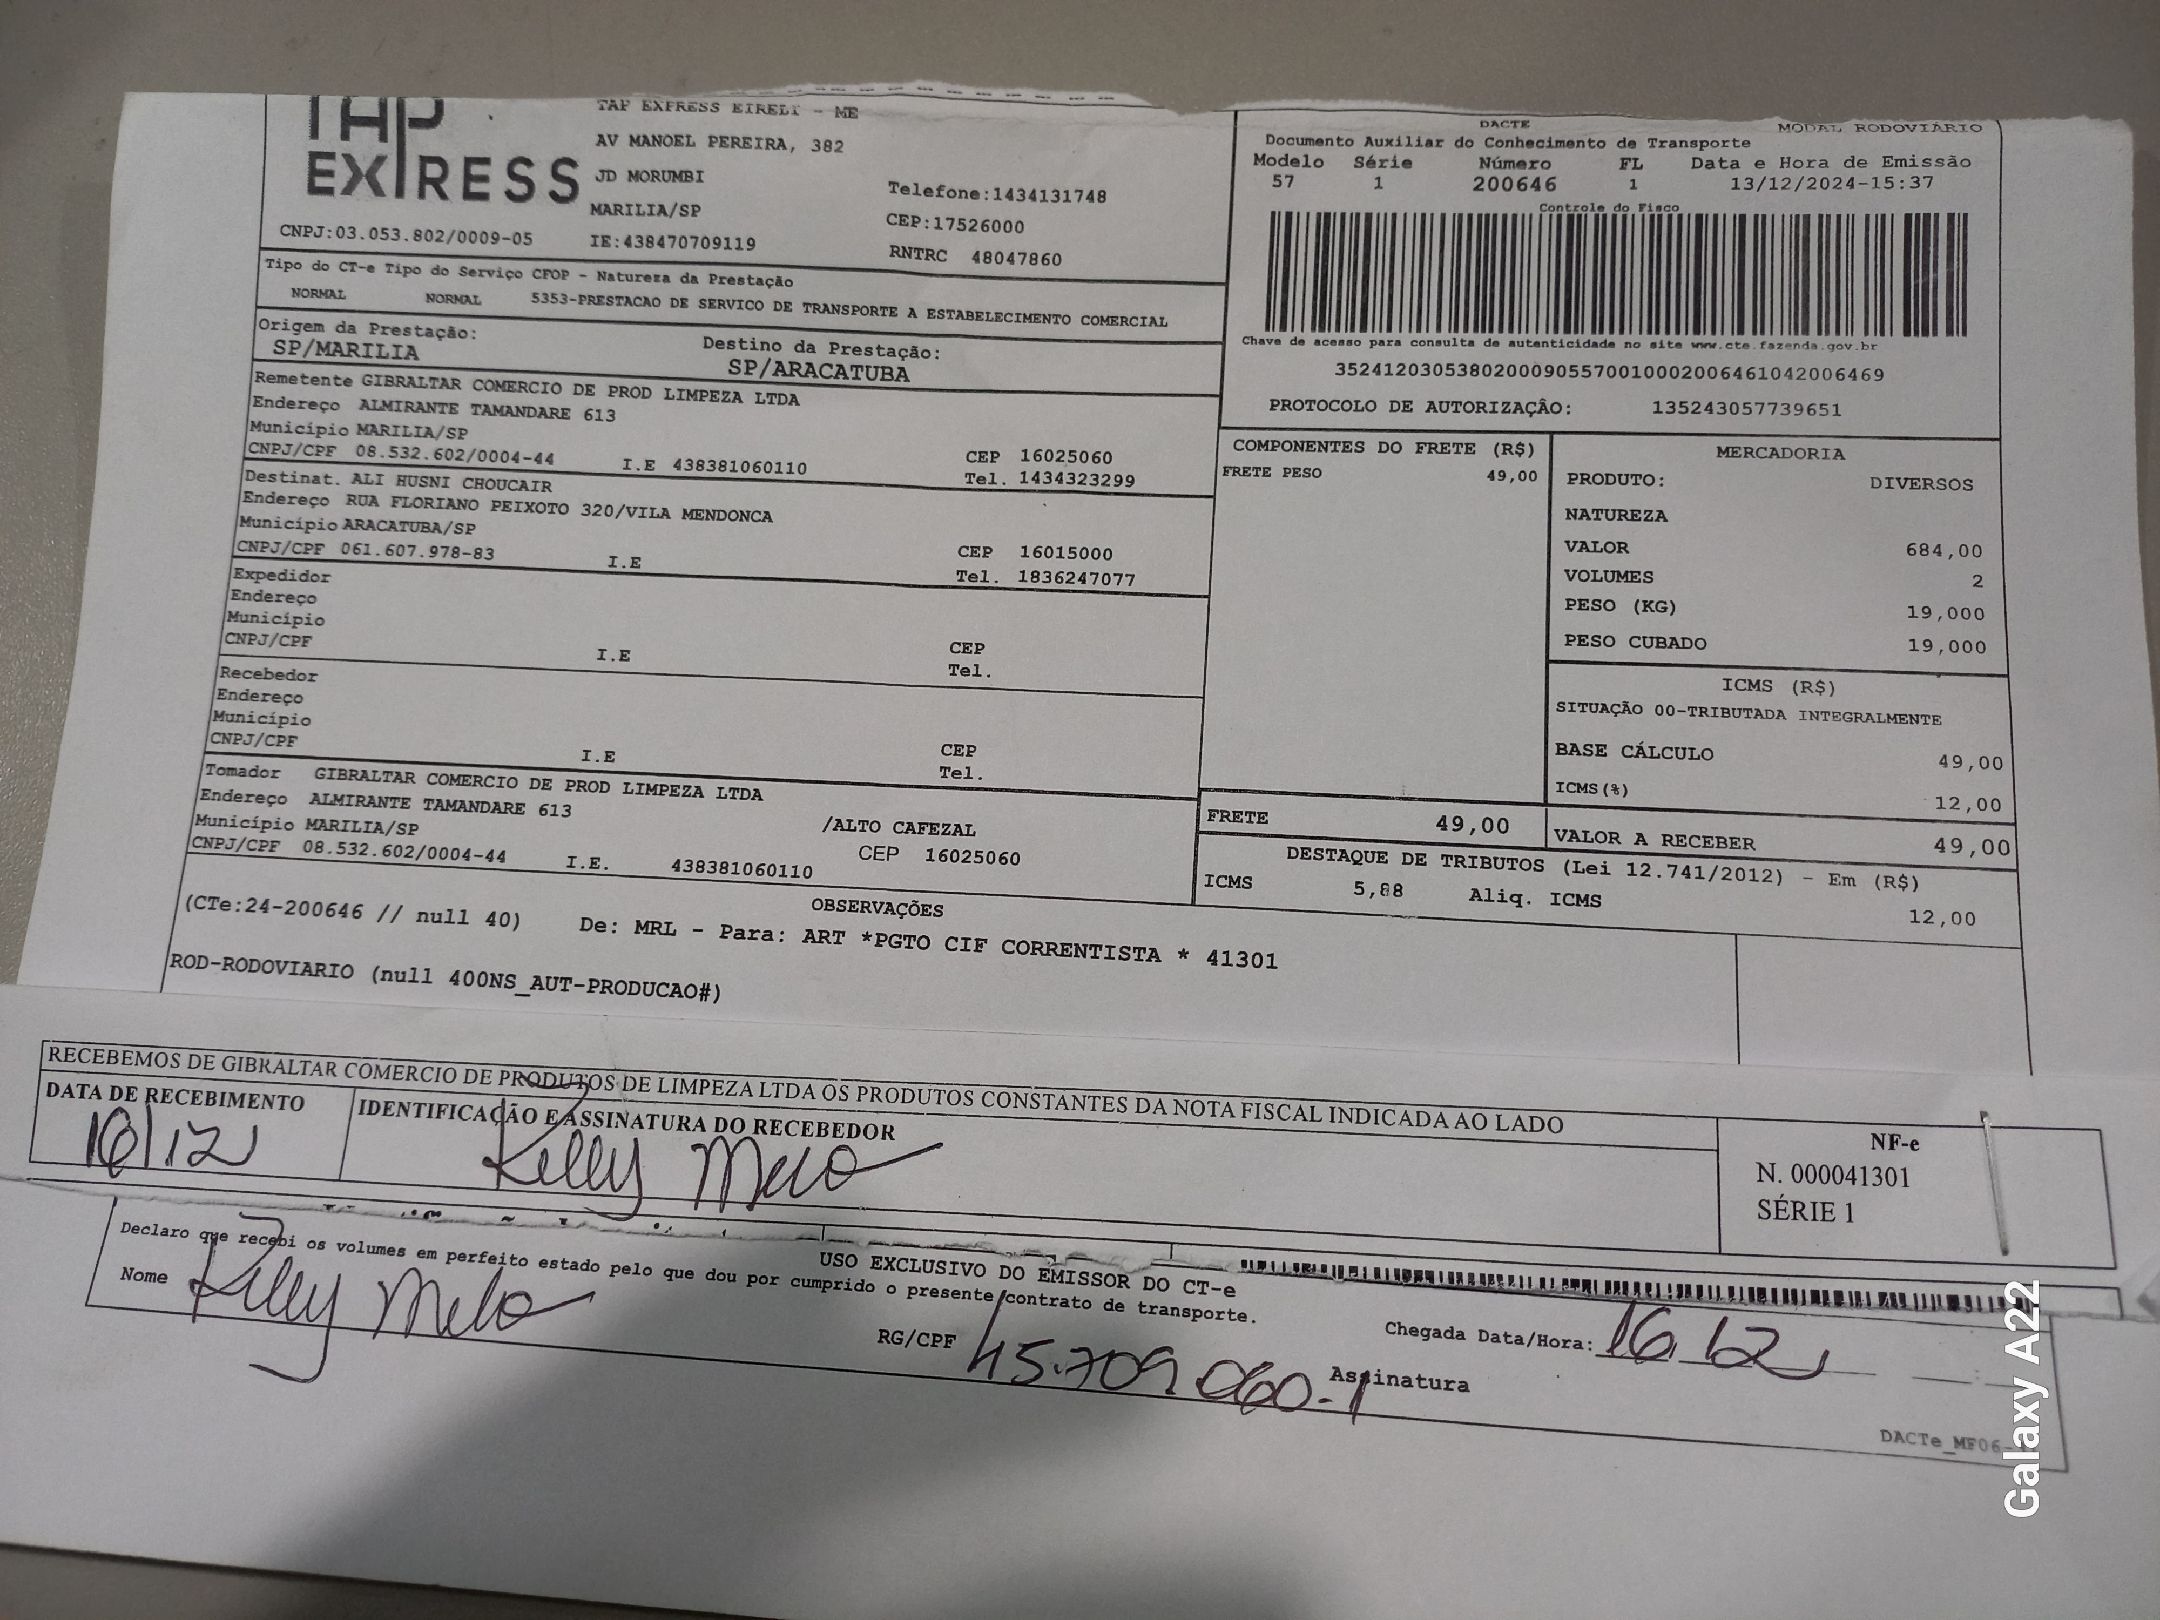 TAP EXPRESS
TAP EXPRESS EIRELI - ME
AV MANOEL PEREIRA, 382
JD MORUMBI
MARILIA/SP
CNPJ:03.053.802/0009-05
IE:438470709119
Telefone:1434131748
CEP:17526000
RNTRC 48047860
DACTE
MODAL RODOVIÁRIO
Documento Auxiliar do Conhecimento de Transporte
Modelo Série Número FL Data e Hora de Emissão
57 1 200646 1 13/12/2024-15:37
Controle do Fisco
Chave de acesso para consulta de autenticidade no site www.cte.fazenda.gov.br
35241203053802000905570010002006461042006469
PROTOCOLO DE AUTORIZAÇÂO: 135243057739651
Tipo do CT-e Tipo do Serviço CFOP - Natureza da Prestação
NORMAL NORMAL 5353-PRESTACAO DE SERVICO DE TRANSPORTE A ESTABELECIMENTO COMERCIAL
Origem da Prestação: Destino da Prestação:
SP/MARILIA SP/ARACATUBA
Remetente GIBRALTAR COMERCIO DE PROD LIMPEZA LTDA
Endereço ALMIRANTE TAMANDARE 613
Município MARILIA/SP CEP 16025060
CNPJ/CPF 08.532.602/0004-44 I.E 438381060110 Tel. 1434323299
Destinat. ALI HUSNI CHOUCAIR
Endereço RUA FLORIANO PEIXOTO 320/VILA MENDONCA
Município ARACATUBA/SP CEP 16015000
CNPJ/CPF 061.607.978-83 I.E Tel. 1836247077
Expedidor
Endereço
Município CEP
CNPJ/CPF I.E Tel.
Recebedor
Endereço
Município CEP
CNPJ/CPF I.E Tel.
Tomador GIBRALTAR COMERCIO DE PROD LIMPEZA LTDA
Endereço ALMIRANTE TAMANDARE 613 /ALTO CAFEZAL
Município MARILIA/SP CEP 16025060
CNPJ/CPF 08.532.602/0004-44 I.E. 438381060110
COMPONENTES DO FRETE (R$)
FRETE PESO 49,00
MERCADORIA
PRODUTO: DIVERSOS
NATUREZA
VALOR 684,00
VOLUMES 2
PESO (KG) 19,000
PESO CUBADO 19,000
ICMS (R$)
SITUAÇÃO 00-TRIBUTADA INTEGRALMENTE
BASE CÁLCULO 49,00
ICMS(%) 12,00
FRETE 49,00 VALOR A RECEBER 49,00
DESTAQUE DE TRIBUTOS (Lei 12.741/2012) - Em (R$)
ICMS 5,88 Aliq. ICMS 12,00
OBSERVAÇÕES
(CTe:24-200646 // null 40) De: MRL - Para: ART *PGTO CIF CORRENTISTA * 41301
ROD-RODOVIARIO (null 400NS_AUT-PRODUCAO#)
RECEBEMOS DE GIBRALTAR COMERCIO DE PRODUTOS DE LIMPEZA LTDA OS PRODUTOS CONSTANTES DA NOTA FISCAL INDICADA AO LADO
DATA DE RECEBIMENTO IDENTIFICAÇÃO E ASSINATURA DO RECEBEDOR
16/12 Kelly Melo
NF-e
N. 000041301
SÉRIE 1
USO EXCLUSIVO DO EMISSOR DO CT-e
Declaro que recebi os volumes em perfeito estado pelo que dou por cumprido o presente contrato de transporte.
Nome Kelly Melo RG/CPF 45.709.060-1 Assinatura
Chegada Data/Hora: 16 12
DACTe_MF06-
Galaxy A22